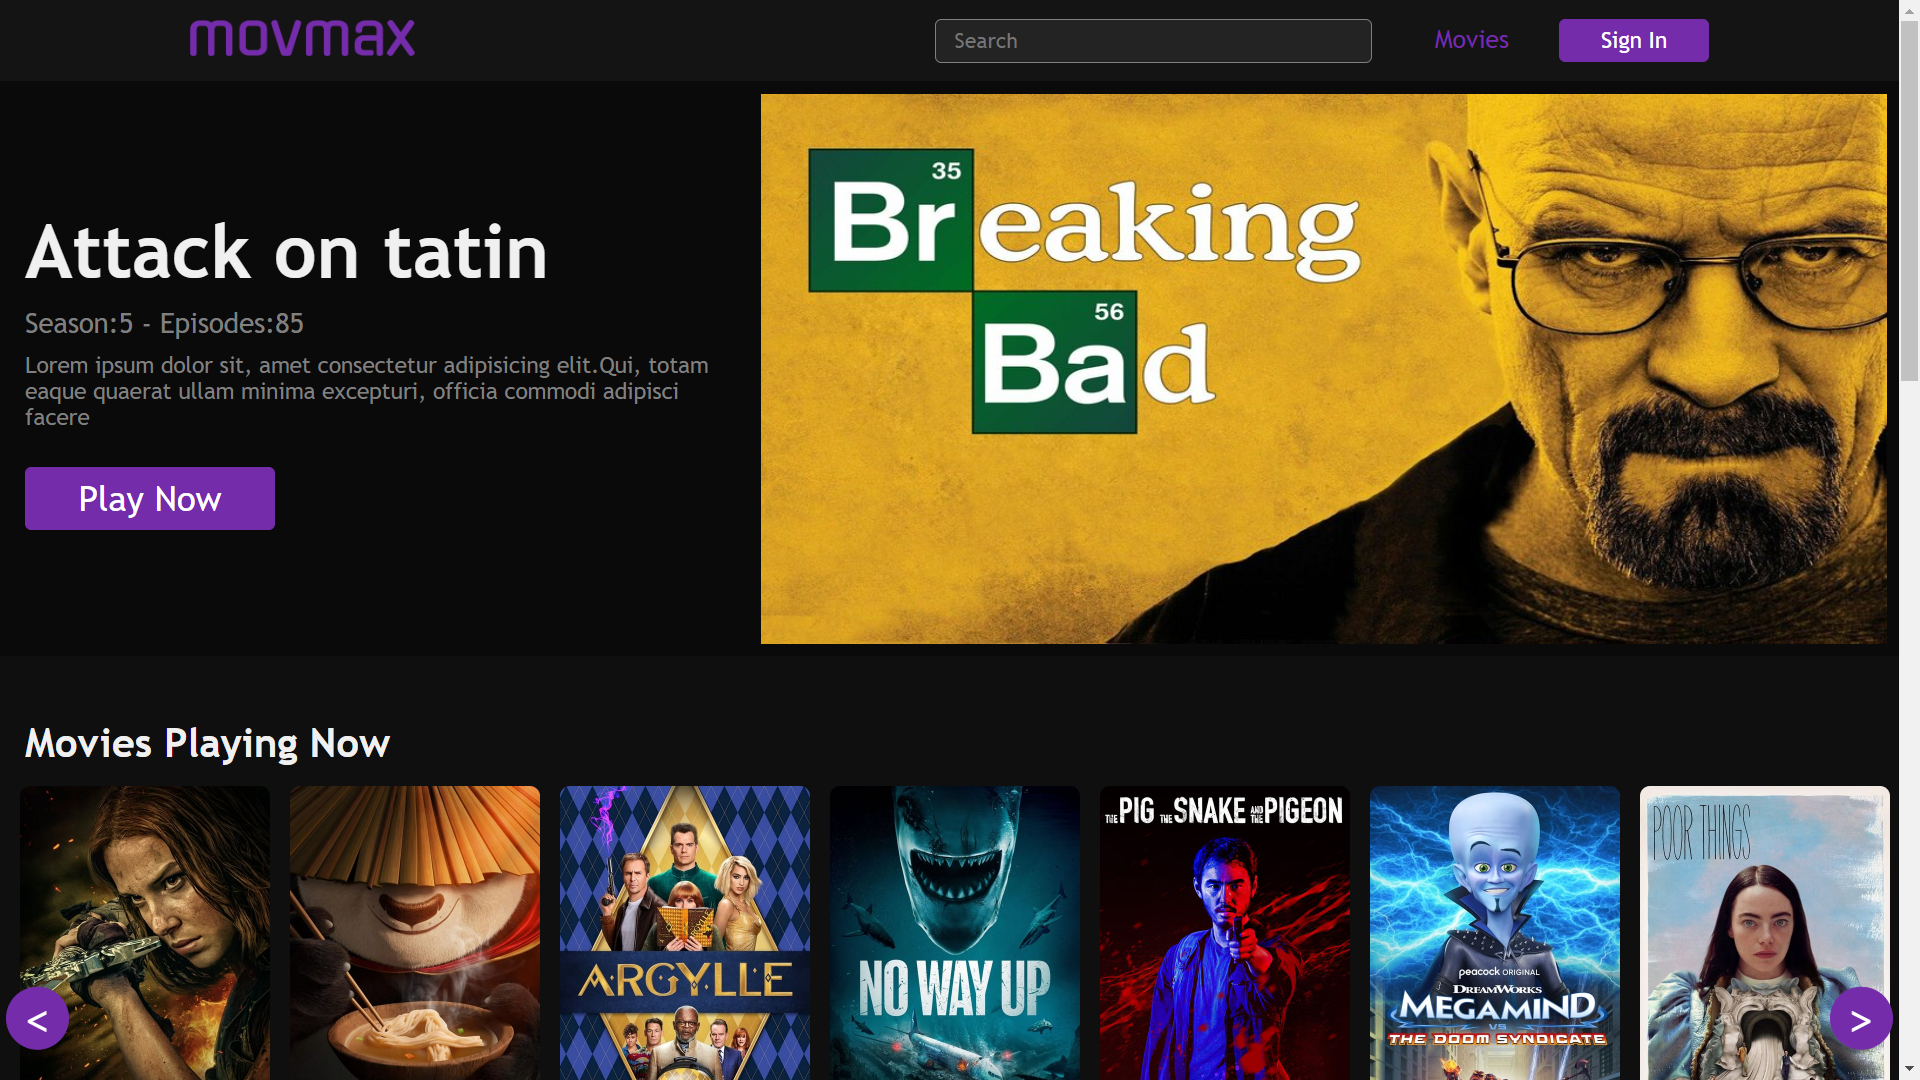 movmax
Search
Movies
Sign In
Attack on tatin
Season:5 - Episodes:85
Lorem ipsum dolor sit, amet consectetur adipisicing elit.Qui, totam
eaque quaerat ullam minima excepturi, officia commodi adipisci
facere
Play Now
35
Breaking
56
Bad
Movies Playing Now
ARGYLLE
NO WAY UP
THE PIG THE SNAKE AND THE PIGEON
peacock ORIGINAL
DREAMWORKS
MEGAMIND
VS
THE DOOM SYNDICATE
POOR THINGS
<
>